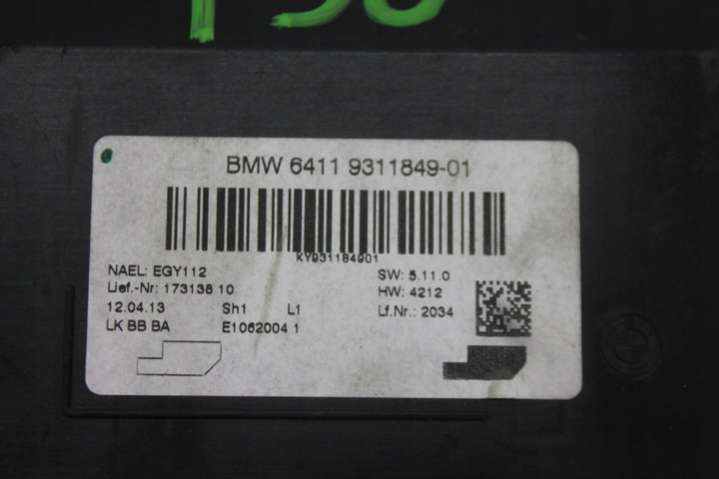 BMW 6411 9311849-01
KY931184901
NAEL: EGY112
Lief.-Nr: 173138 10
12.04.13 Sh1 L1
LK BB BA E1062004 1
SW: 5.11.0
HW: 4212
Lf.Nr.: 2034